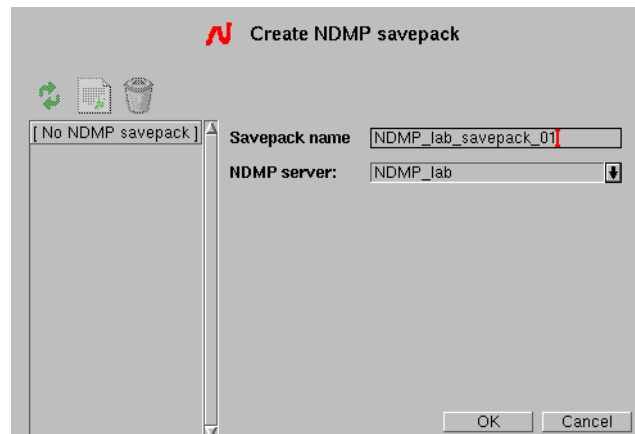 Create NDMP savepack
[ No NDMP savepack ]
Savepack name NDMP_lab_savepack_01
NDMP server: NDMP_lab
OK Cancel